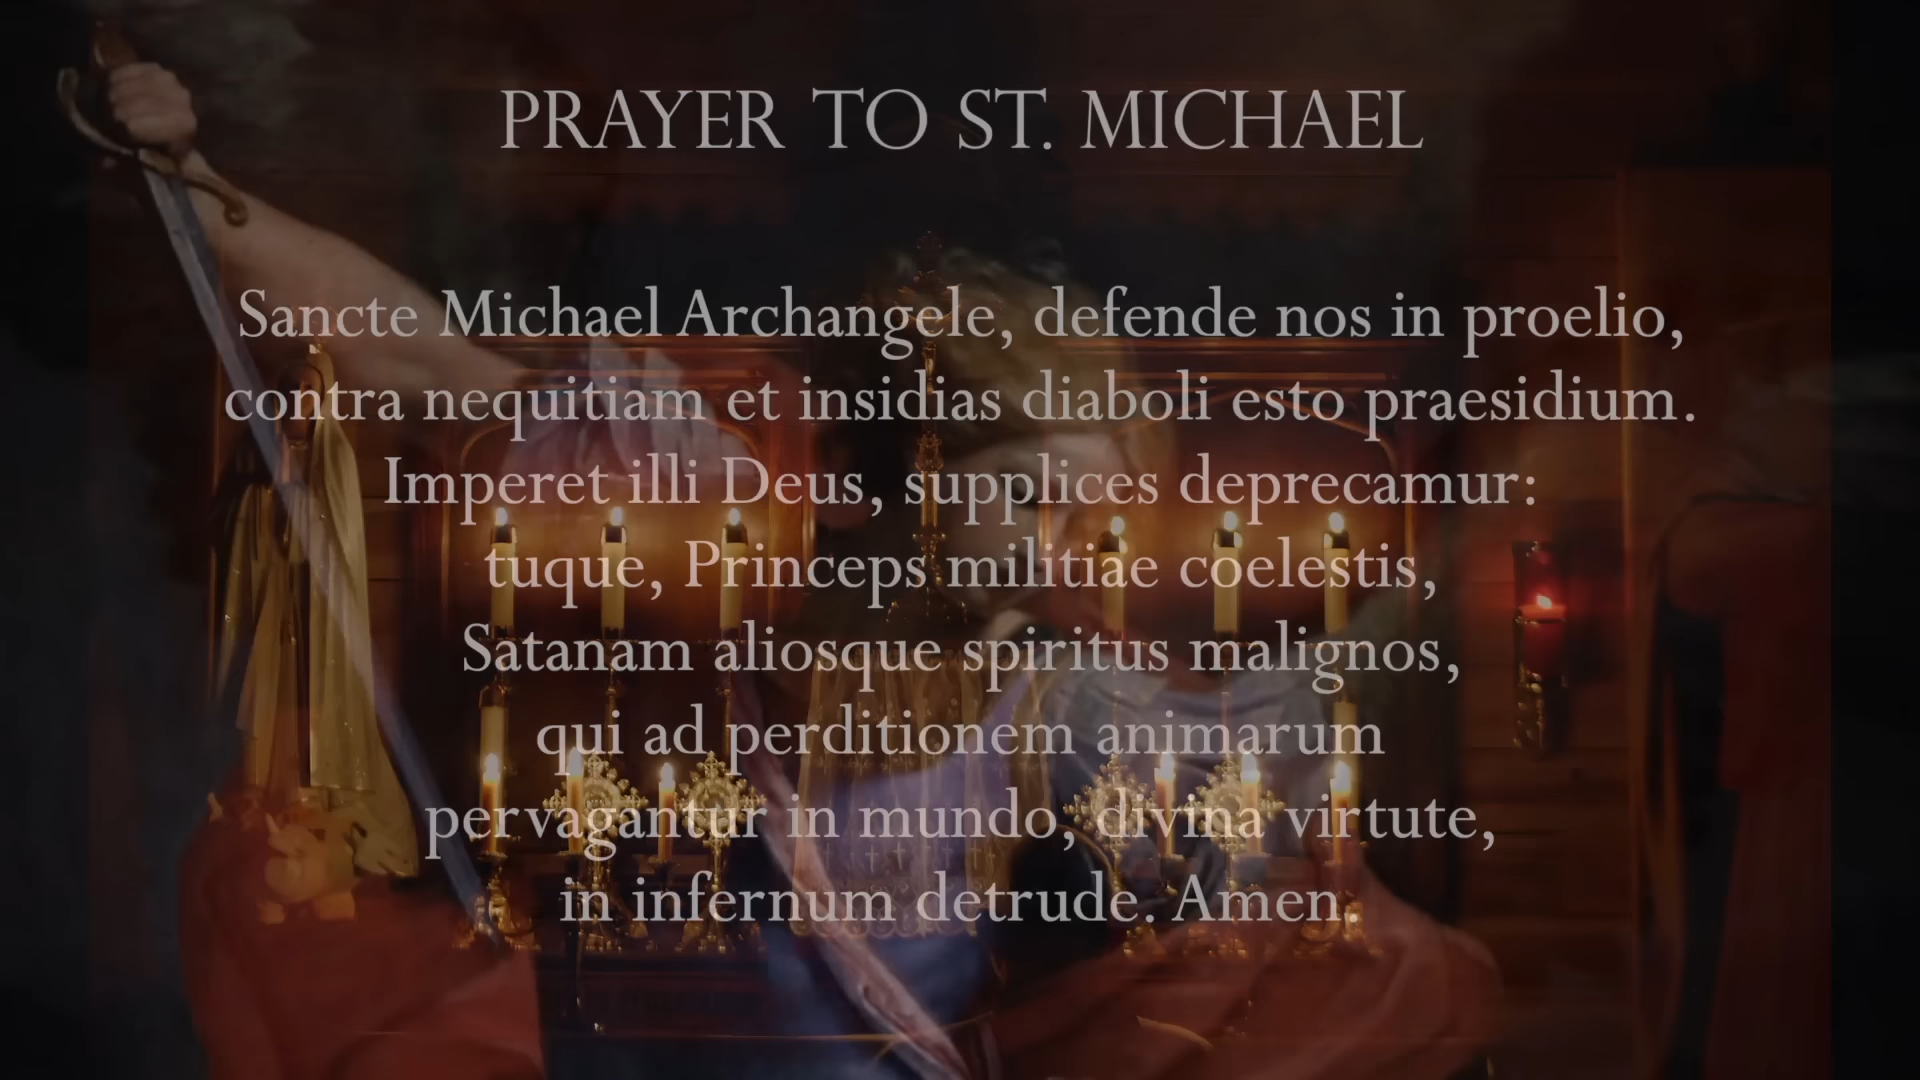 PRAYER TO ST. MICHAEL
Sancte Michael Archangele, defende nos in proelio,
contra nequitiam et insidias diaboli esto praesidium.
Imperet illi Deus, supplices deprecamur:
tuque, Princeps militiae coelestis,
Satanam aliosque spiritus malignos,
qui ad perditionem animarum
pervagantur in mundo, divina virtute,
in infernum detrude. Amen.